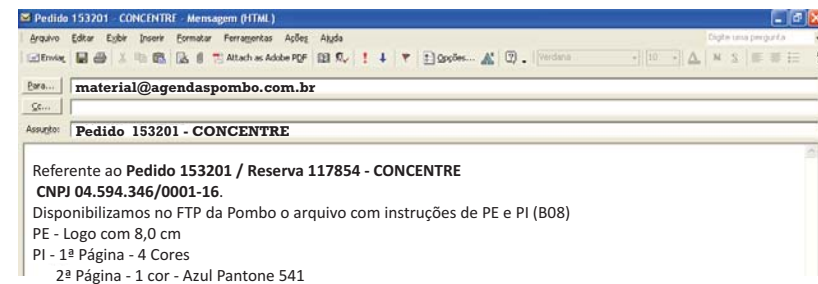 Pedido 153201 - CONCENTRE - Mensagem (HTML)
Arquivo Editar Exibir Inserir Formatar Ferramentas Ações Ajuda Digite uma pergunta
Enviar Attach as Adobe PDF Opções... Verdana 10 N S
Para... material@agendaspombo.com.br
Cc...
Assunto: Pedido 153201 - CONCENTRE
Referente ao Pedido 153201 / Reserva 117854 - CONCENTRE
CNPJ 04.594.346/0001-16.
Disponibilizamos no FTP da Pombo o arquivo com instruções de PE e PI (B08)
PE - Logo com 8,0 cm
PI - 1ª Página - 4 Cores
2ª Página - 1 cor - Azul Pantone 541